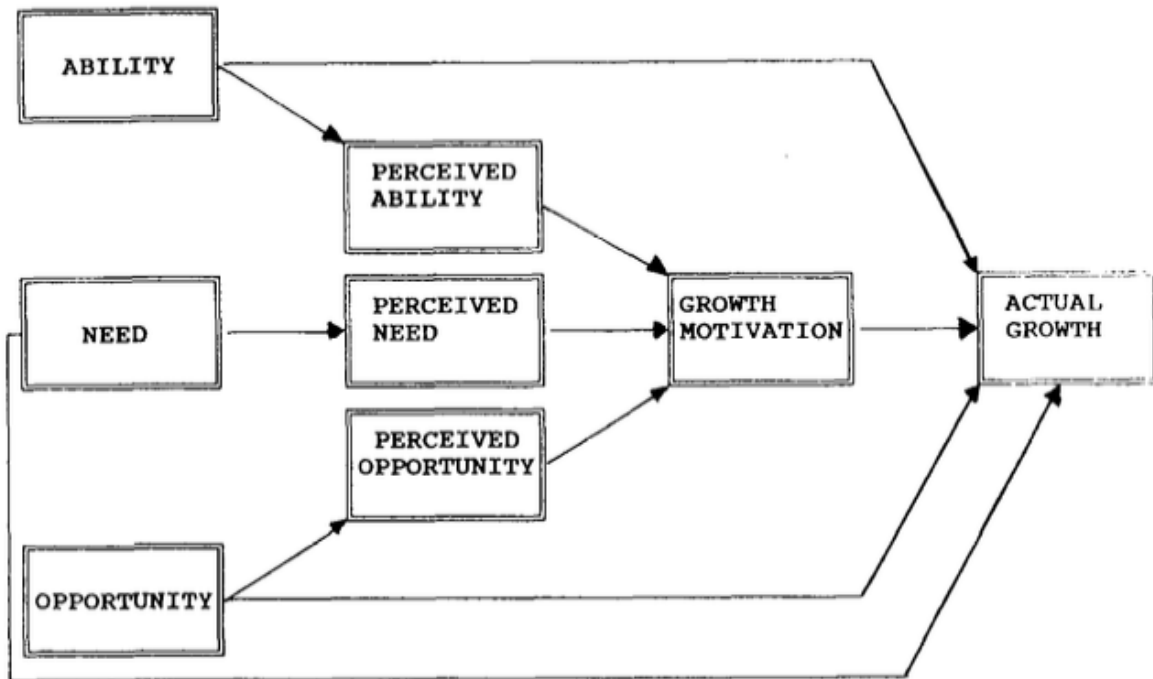 ABILITY
PERCEIVED
ABILITY
NEED
PERCEIVED
NEED
GROWTH
MOTIVATION
ACTUAL
GROWTH
PERCEIVED
OPPORTUNITY
OPPORTUNITY